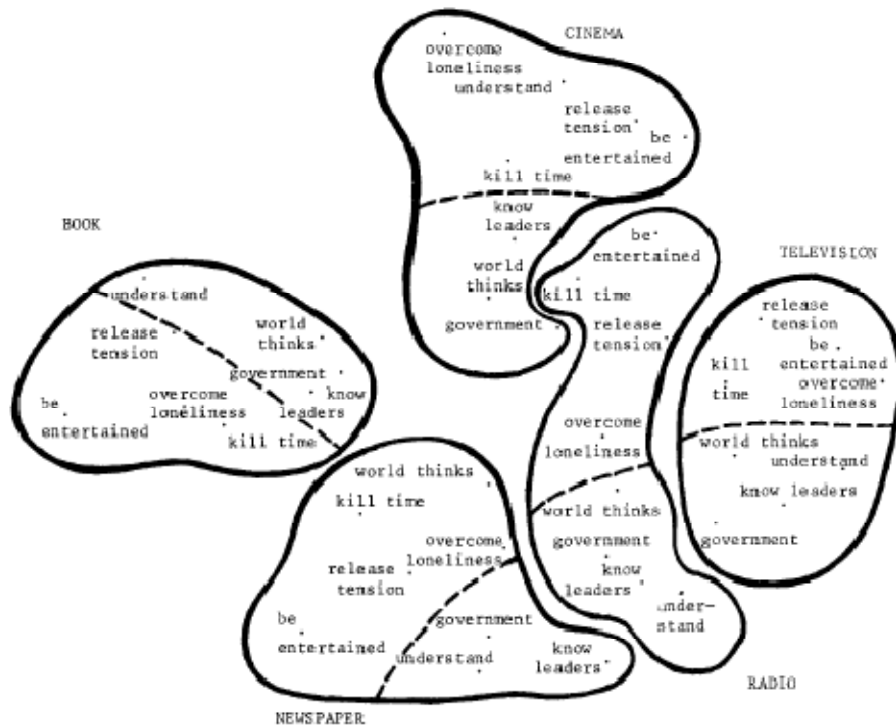 CINEMA
overcome
loneliness
understand
release
tension
be
entertained
kill time
know
leaders
world
thinks
government
BOOK
understand
release
tension
world
thinks
government
be
entertained
overcome
loneliness
know
leaders
kill time
be
entertained
kill time
release
tension
overcome
loneliness
world thinks
government
know
leaders
under-
stand
RADIO
TELEVISION
release
tension
be
entertained
kill
time
overcome
loneliness
world thinks
understand
know leaders
government
world thinks
kill time
overcome
loneliness
release
tension
be
entertained
government
understand
know
leaders
NEWSPAPER